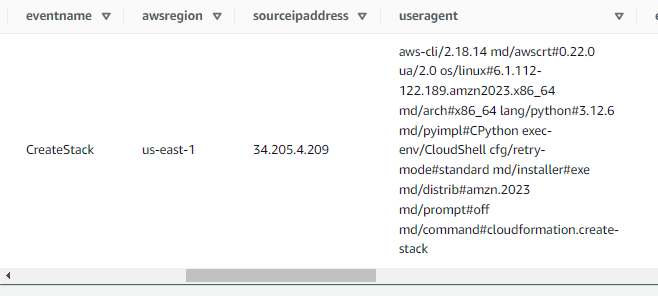 eventname awsregion sourceipaddress useragent e
aws-cli/2.18.14 md/awscrt#0.22.0
ua/2.0 os/linux#6.1.112-
122.189.amzn2023.x86_64
md/arch#x86_64 lang/python#3.12.6
md/pyimpl#CPython exec-
CreateStack us-east-1 34.205.4.209 env/CloudShell cfg/retry-
mode#standard md/installer#exe
md/distrib#amzn.2023
md/prompt#off
md/command#cloudformation.create-
stack